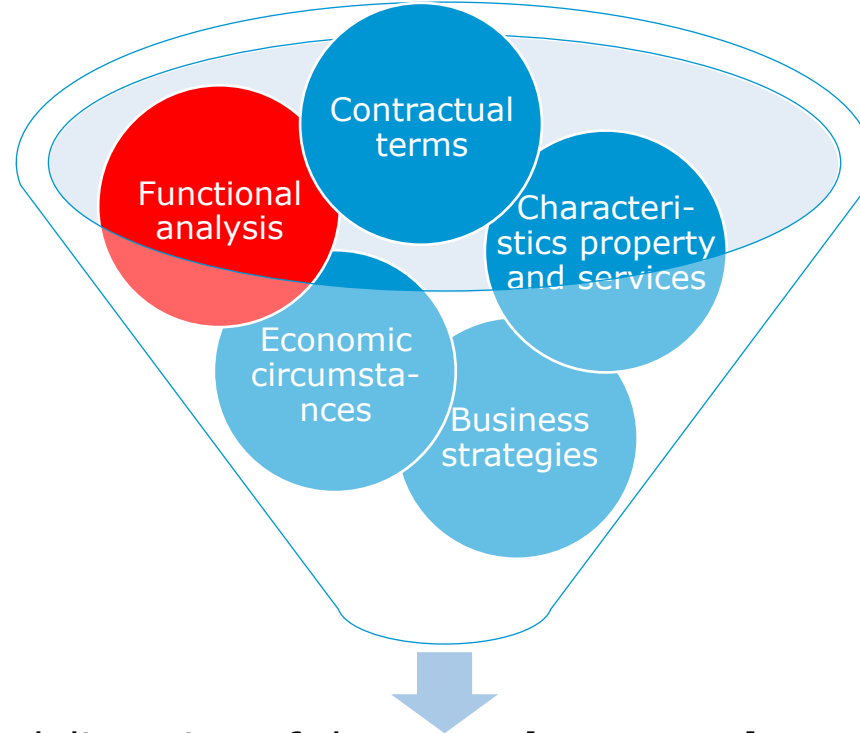 Contractual
terms
Functional
analysis
Characteri-
stics property
and services
Economic
circumsta-
nces
Business
strategies